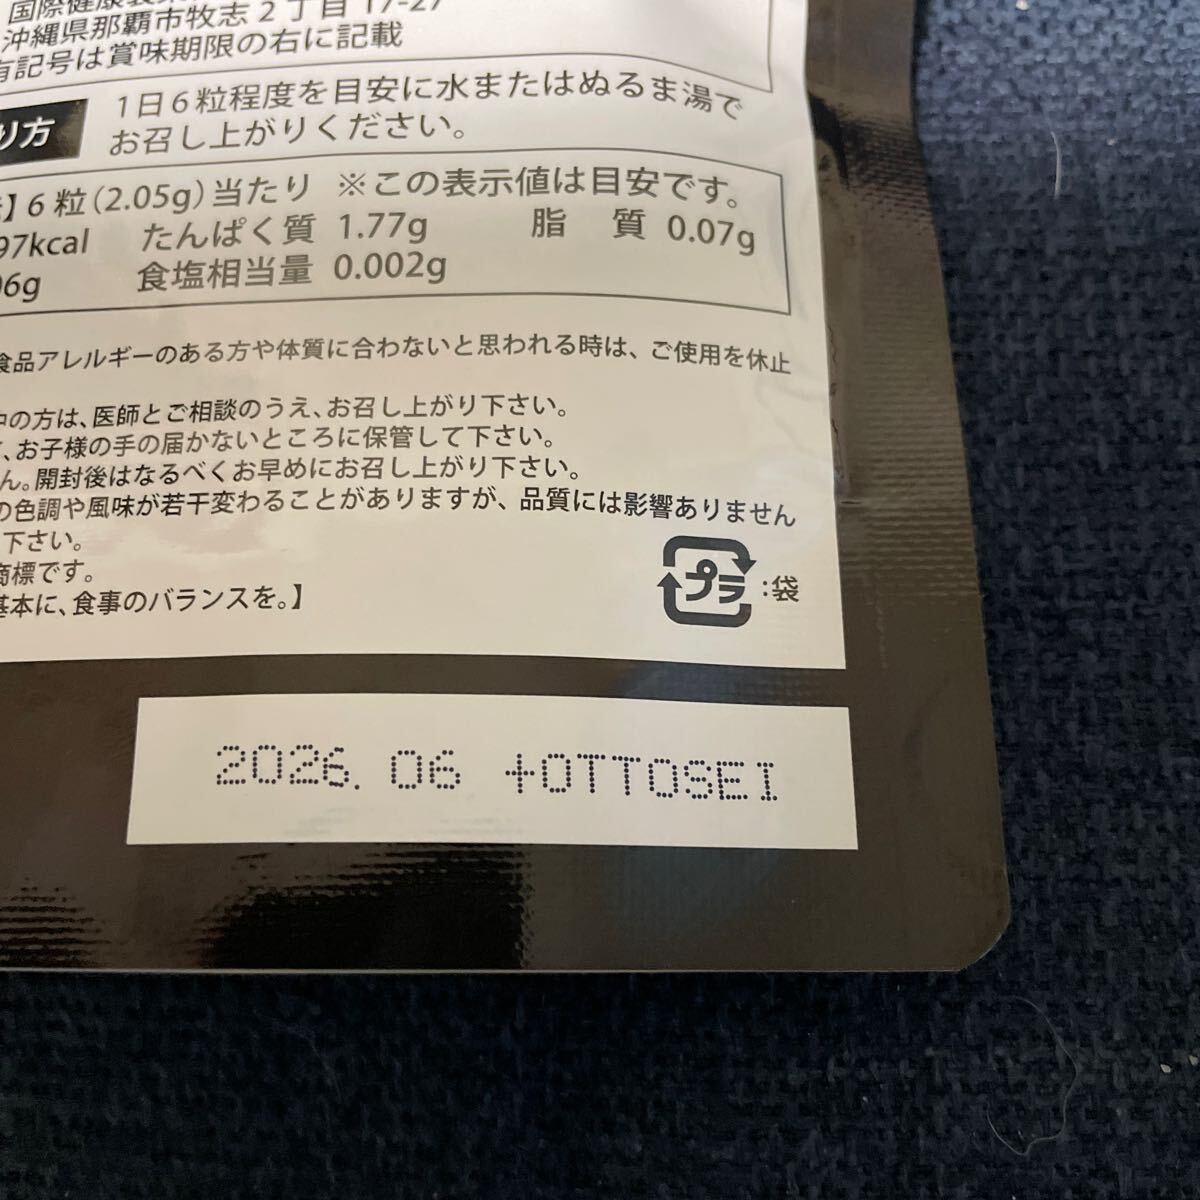 国際健康
沖縄県那覇市牧志2丁目17-27
有記号は賞味期限の右に記載
り方
1日6粒程度を目安に水またはぬるま湯で
お召し上がりください。
】6粒(2.05g)当たり ※この表示値は目安です。
97kcal たんぱく質 1.77g 脂 質 0.07g
06g 食塩相当量 0.002g
食品アレルギーのある方や体質に合わないと思われる時は、ご使用を休止
中の方は、医師とご相談のうえ、お召し上がり下さい。
、お子様の手の届かないところに保管して下さい。
ん。開封後はなるべくお早めにお召し上がり下さい。
の色調や風味が若干変わることがありますが、品質には影響ありません
下さい。
商標です。
基本に、食事のバランスを。】
プラ :袋
2026.06 +OTTOSEI